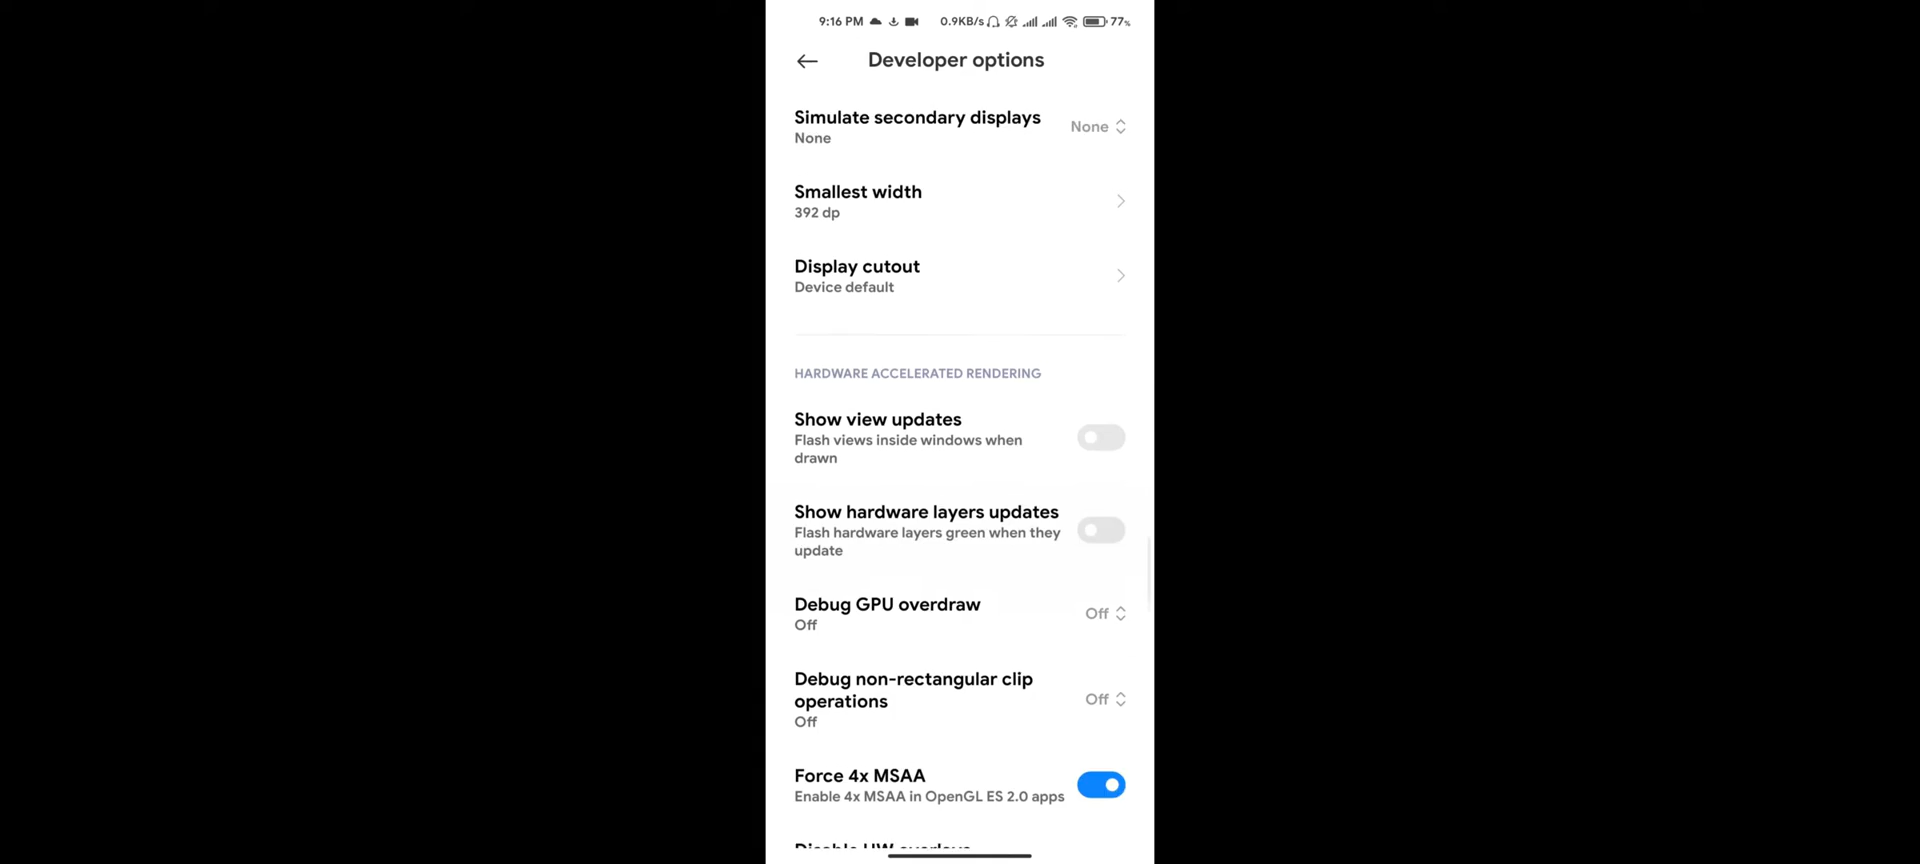 9:16 PM 0.9KB/s 77%
Developer options
Simulate secondary displays
None
None
Smallest width
392 dp
Display cutout
Device default
HARDWARE ACCELERATED RENDERING
Show view updates
Flash views inside windows when
drawn
Show hardware layers updates
Flash hardware layers green when they
update
Debug GPU overdraw
Off
Off
Debug non-rectangular clip
operations
Off
Off
Force 4x MSAA
Enable 4x MSAA in OpenGL ES 2.0 apps
Disable HW overlays